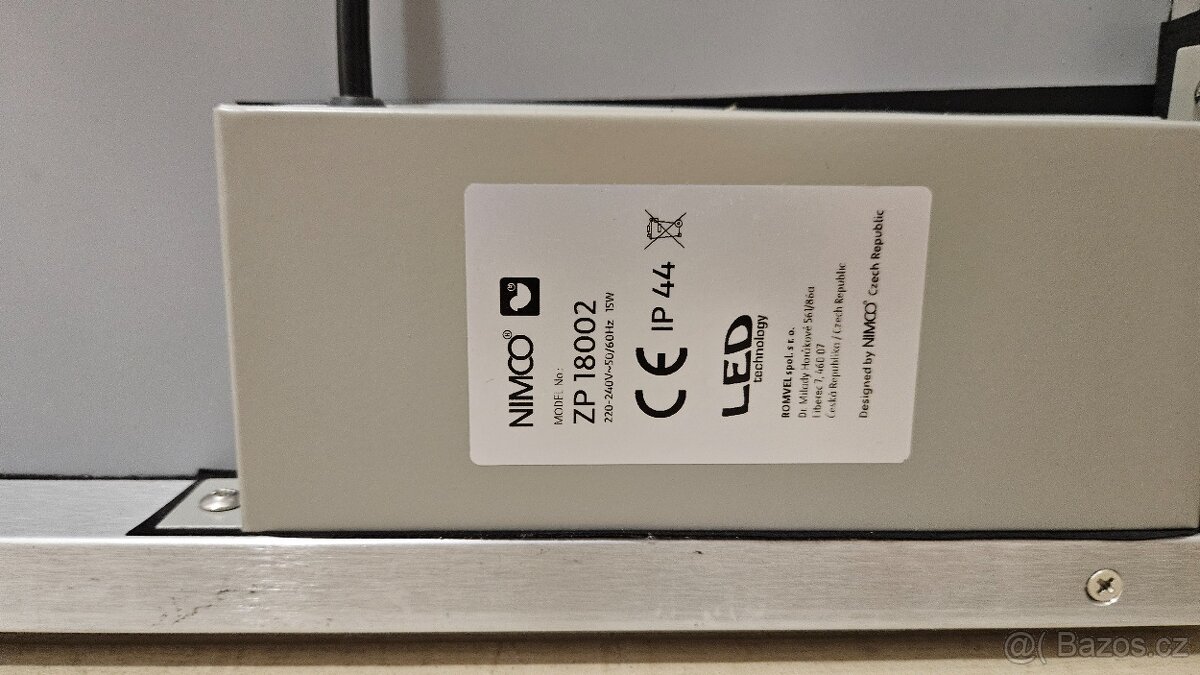 NIMCO®
MODEL No.:
ZP 18002
220-240V~50/60Hz 15W
CE IP 44
LED
technology
ROMVEL spol. s r. o.
Dr. Milady Horákové 561/86a
Liberec 7, 460 07
Česká Republika / Czech Republic
Designed by NIMCO® Czech Republic
@( Bazos.cz